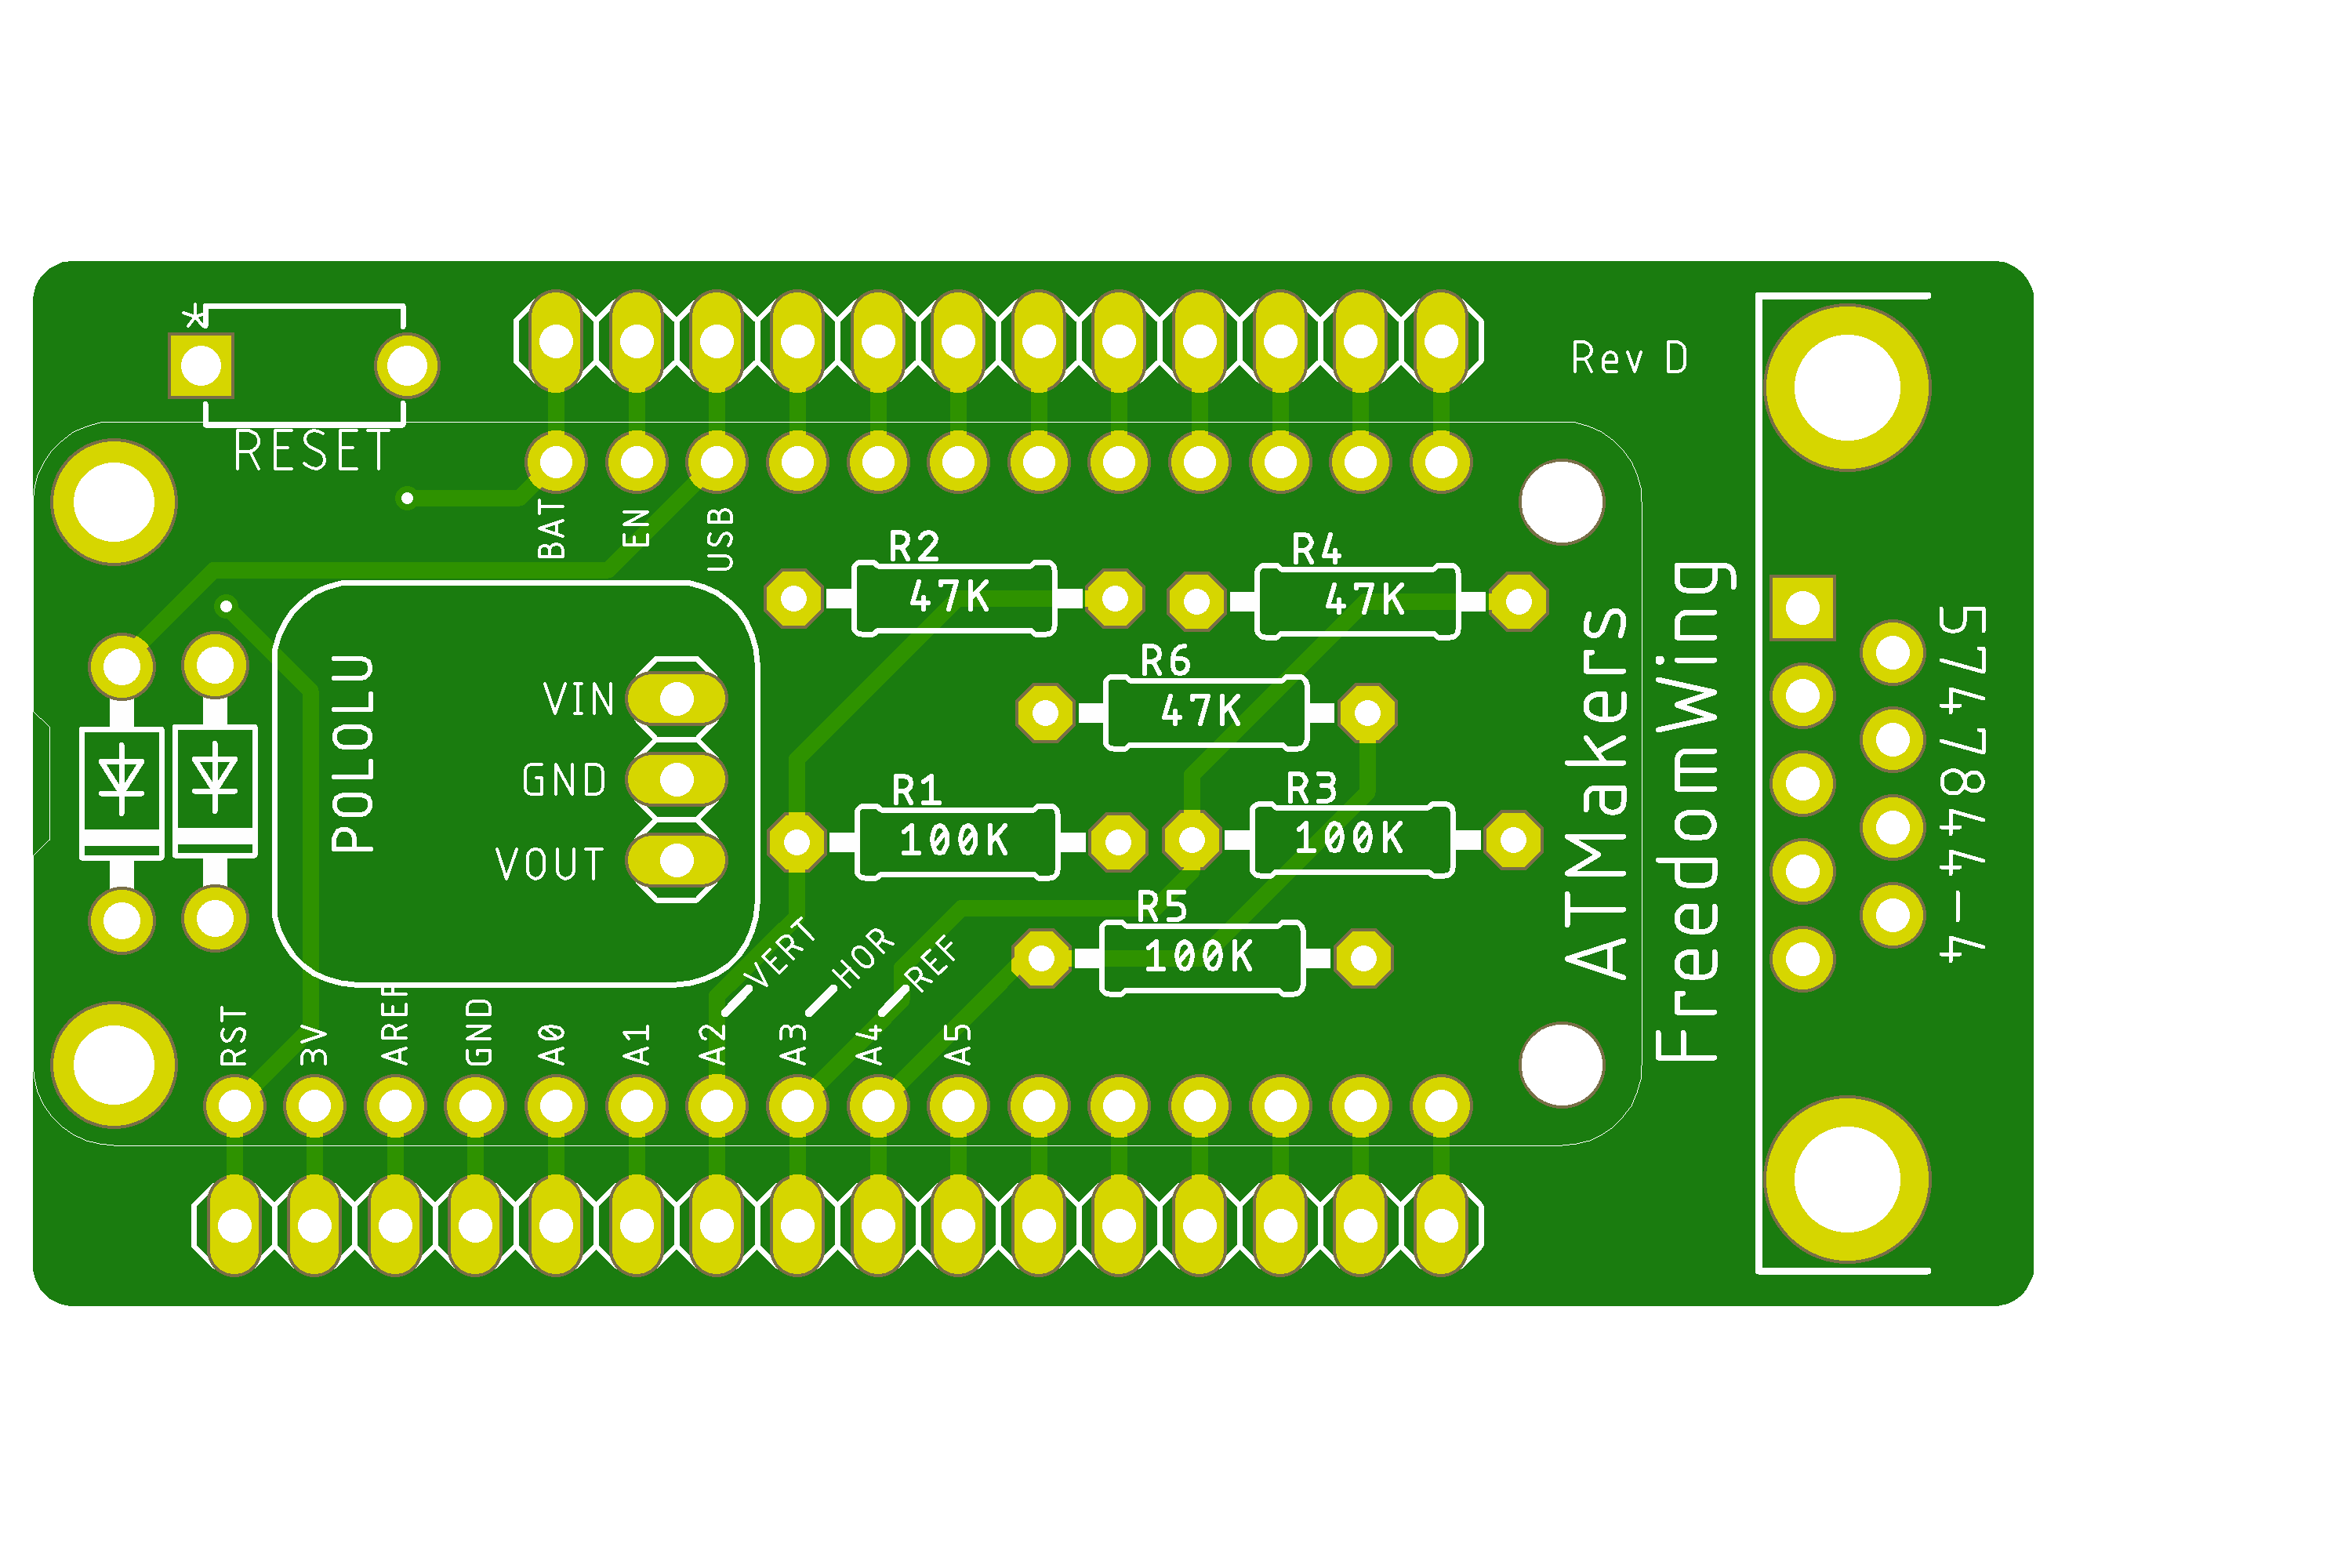 *
RESET
Rev D
BAT
EN
USB
R2
47K
R4
47K
R6
47K
R1
100K
R3
100K
R5
100K
POLOLU
VIN
GND
VOUT
VERT
HOR
REF
RST
3V
AREF
GND
A0
A1
A2
A3
A4
A5
ATMakers
FreedomWing
5747844-4